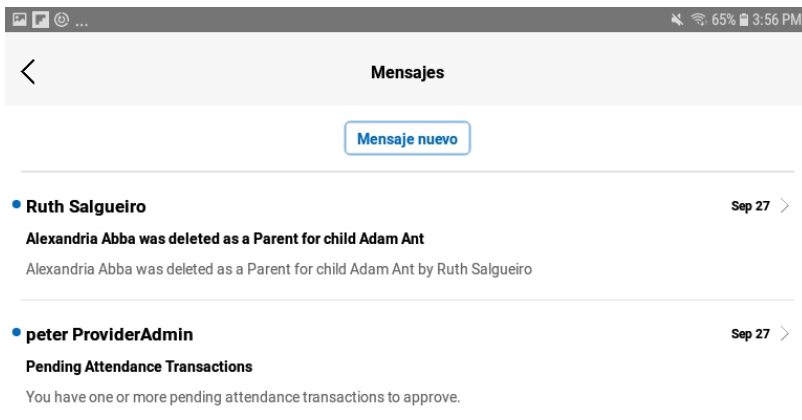 ... 65% 3:56 PM
Mensajes
Mensaje nuevo
Ruth Salgueiro Sep 27
Alexandria Abba was deleted as a Parent for child Adam Ant
Alexandria Abba was deleted as a Parent for child Adam Ant by Ruth Salgueiro
peter ProviderAdmin Sep 27
Pending Attendance Transactions
You have one or more pending attendance transactions to approve.